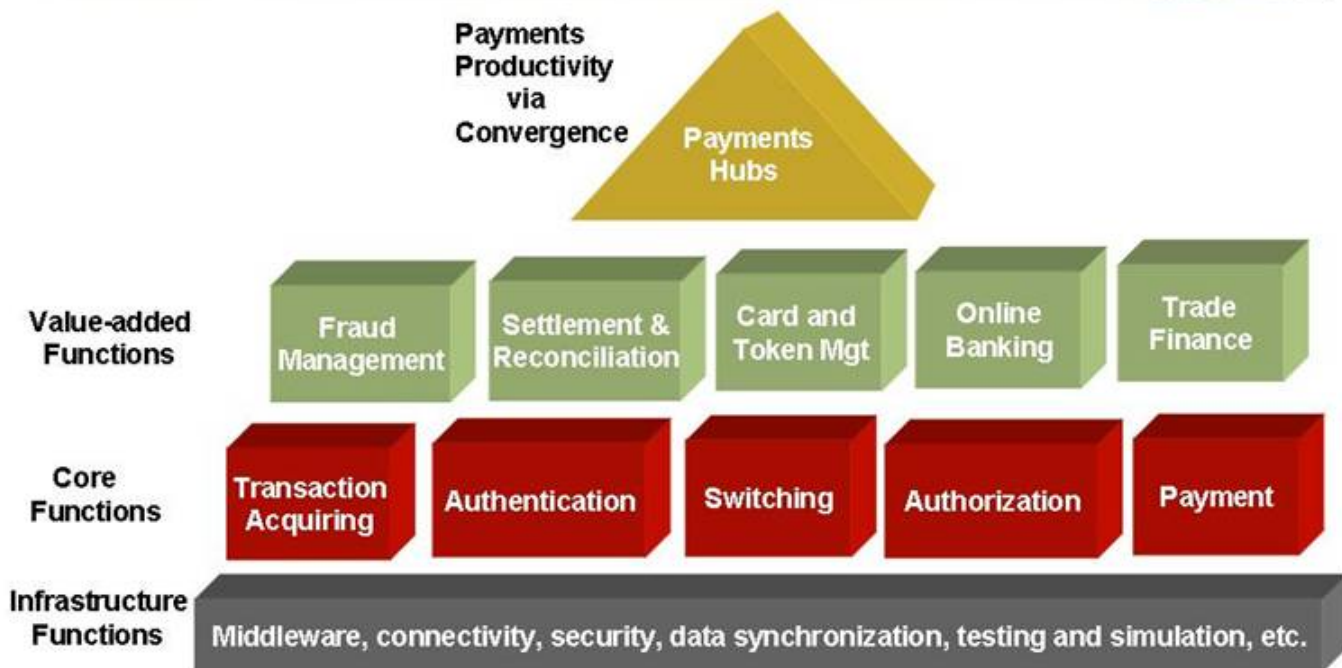 Payments
Productivity
via
Convergence
Payments
Hubs
Value-added
Functions
Fraud
Management
Settlement &
Reconciliation
Card and
Token Mgt
Online
Banking
Trade
Finance
Core
Functions
Transaction
Acquiring
Authentication
Switching
Authorization
Payment
Infrastructure
Functions
Middleware, connectivity, security, data synchronization, testing and simulation, etc.